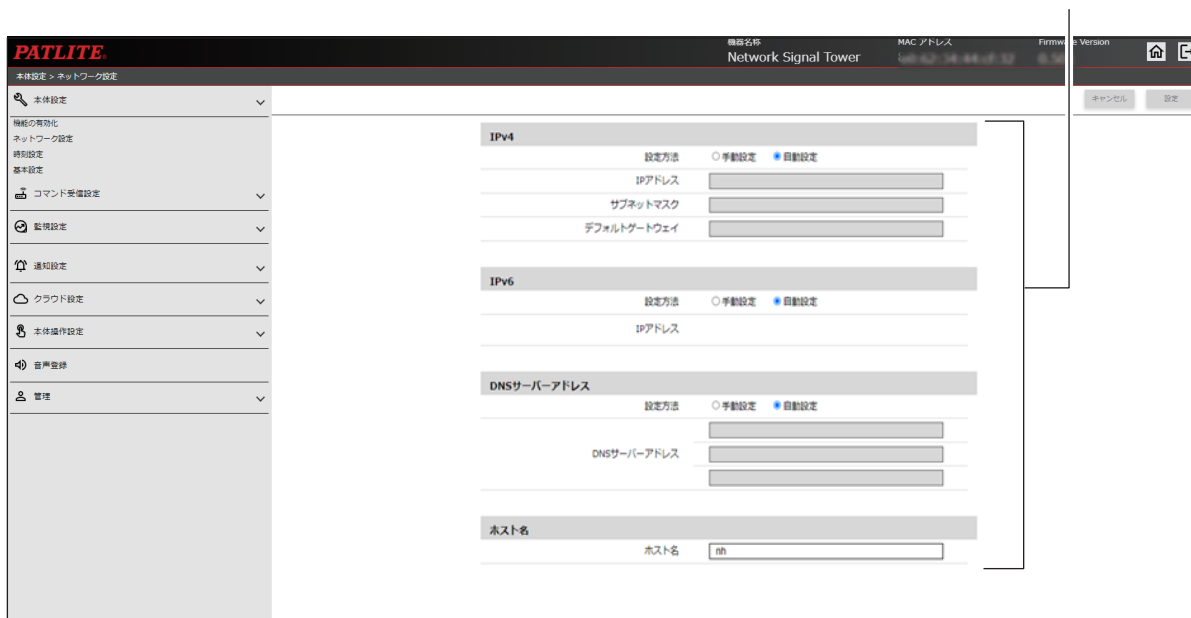 PATLITE
機器名称
Network Signal Tower
MAC アドレス
Firmware Version
本体設定 > ネットワーク設定
本体設定
機能の有効化
ネットワーク設定
時刻設定
基本設定
コマンド受信設定
監視設定
通知設定
クラウド設定
本体操作設定
音声登録
管理
キャンセル
設定
IPv4
設定方法 手動設定 自動設定
IPアドレス
サブネットマスク
デフォルトゲートウェイ
IPv6
設定方法 手動設定 自動設定
IPアドレス
DNSサーバーアドレス
設定方法 手動設定 自動設定
DNSサーバーアドレス
ホスト名
ホスト名 nh